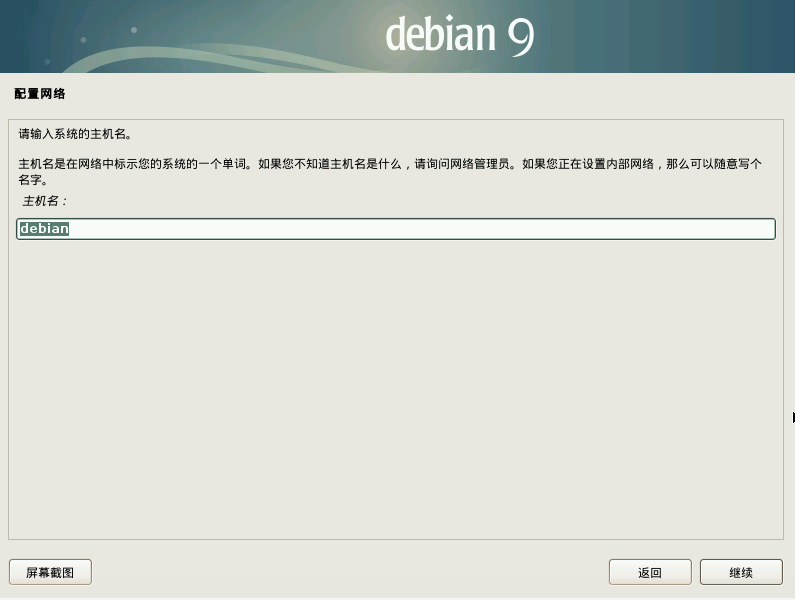 debian 9
配置网络
请输入系统的主机名。
主机名是在网络中标示您的系统的一个单词。如果您不知道主机名是什么，请询问网络管理员。如果您正在设置内部网络，那么可以随意写个
名字。
主机名：
debian
屏幕截图
返回
继续